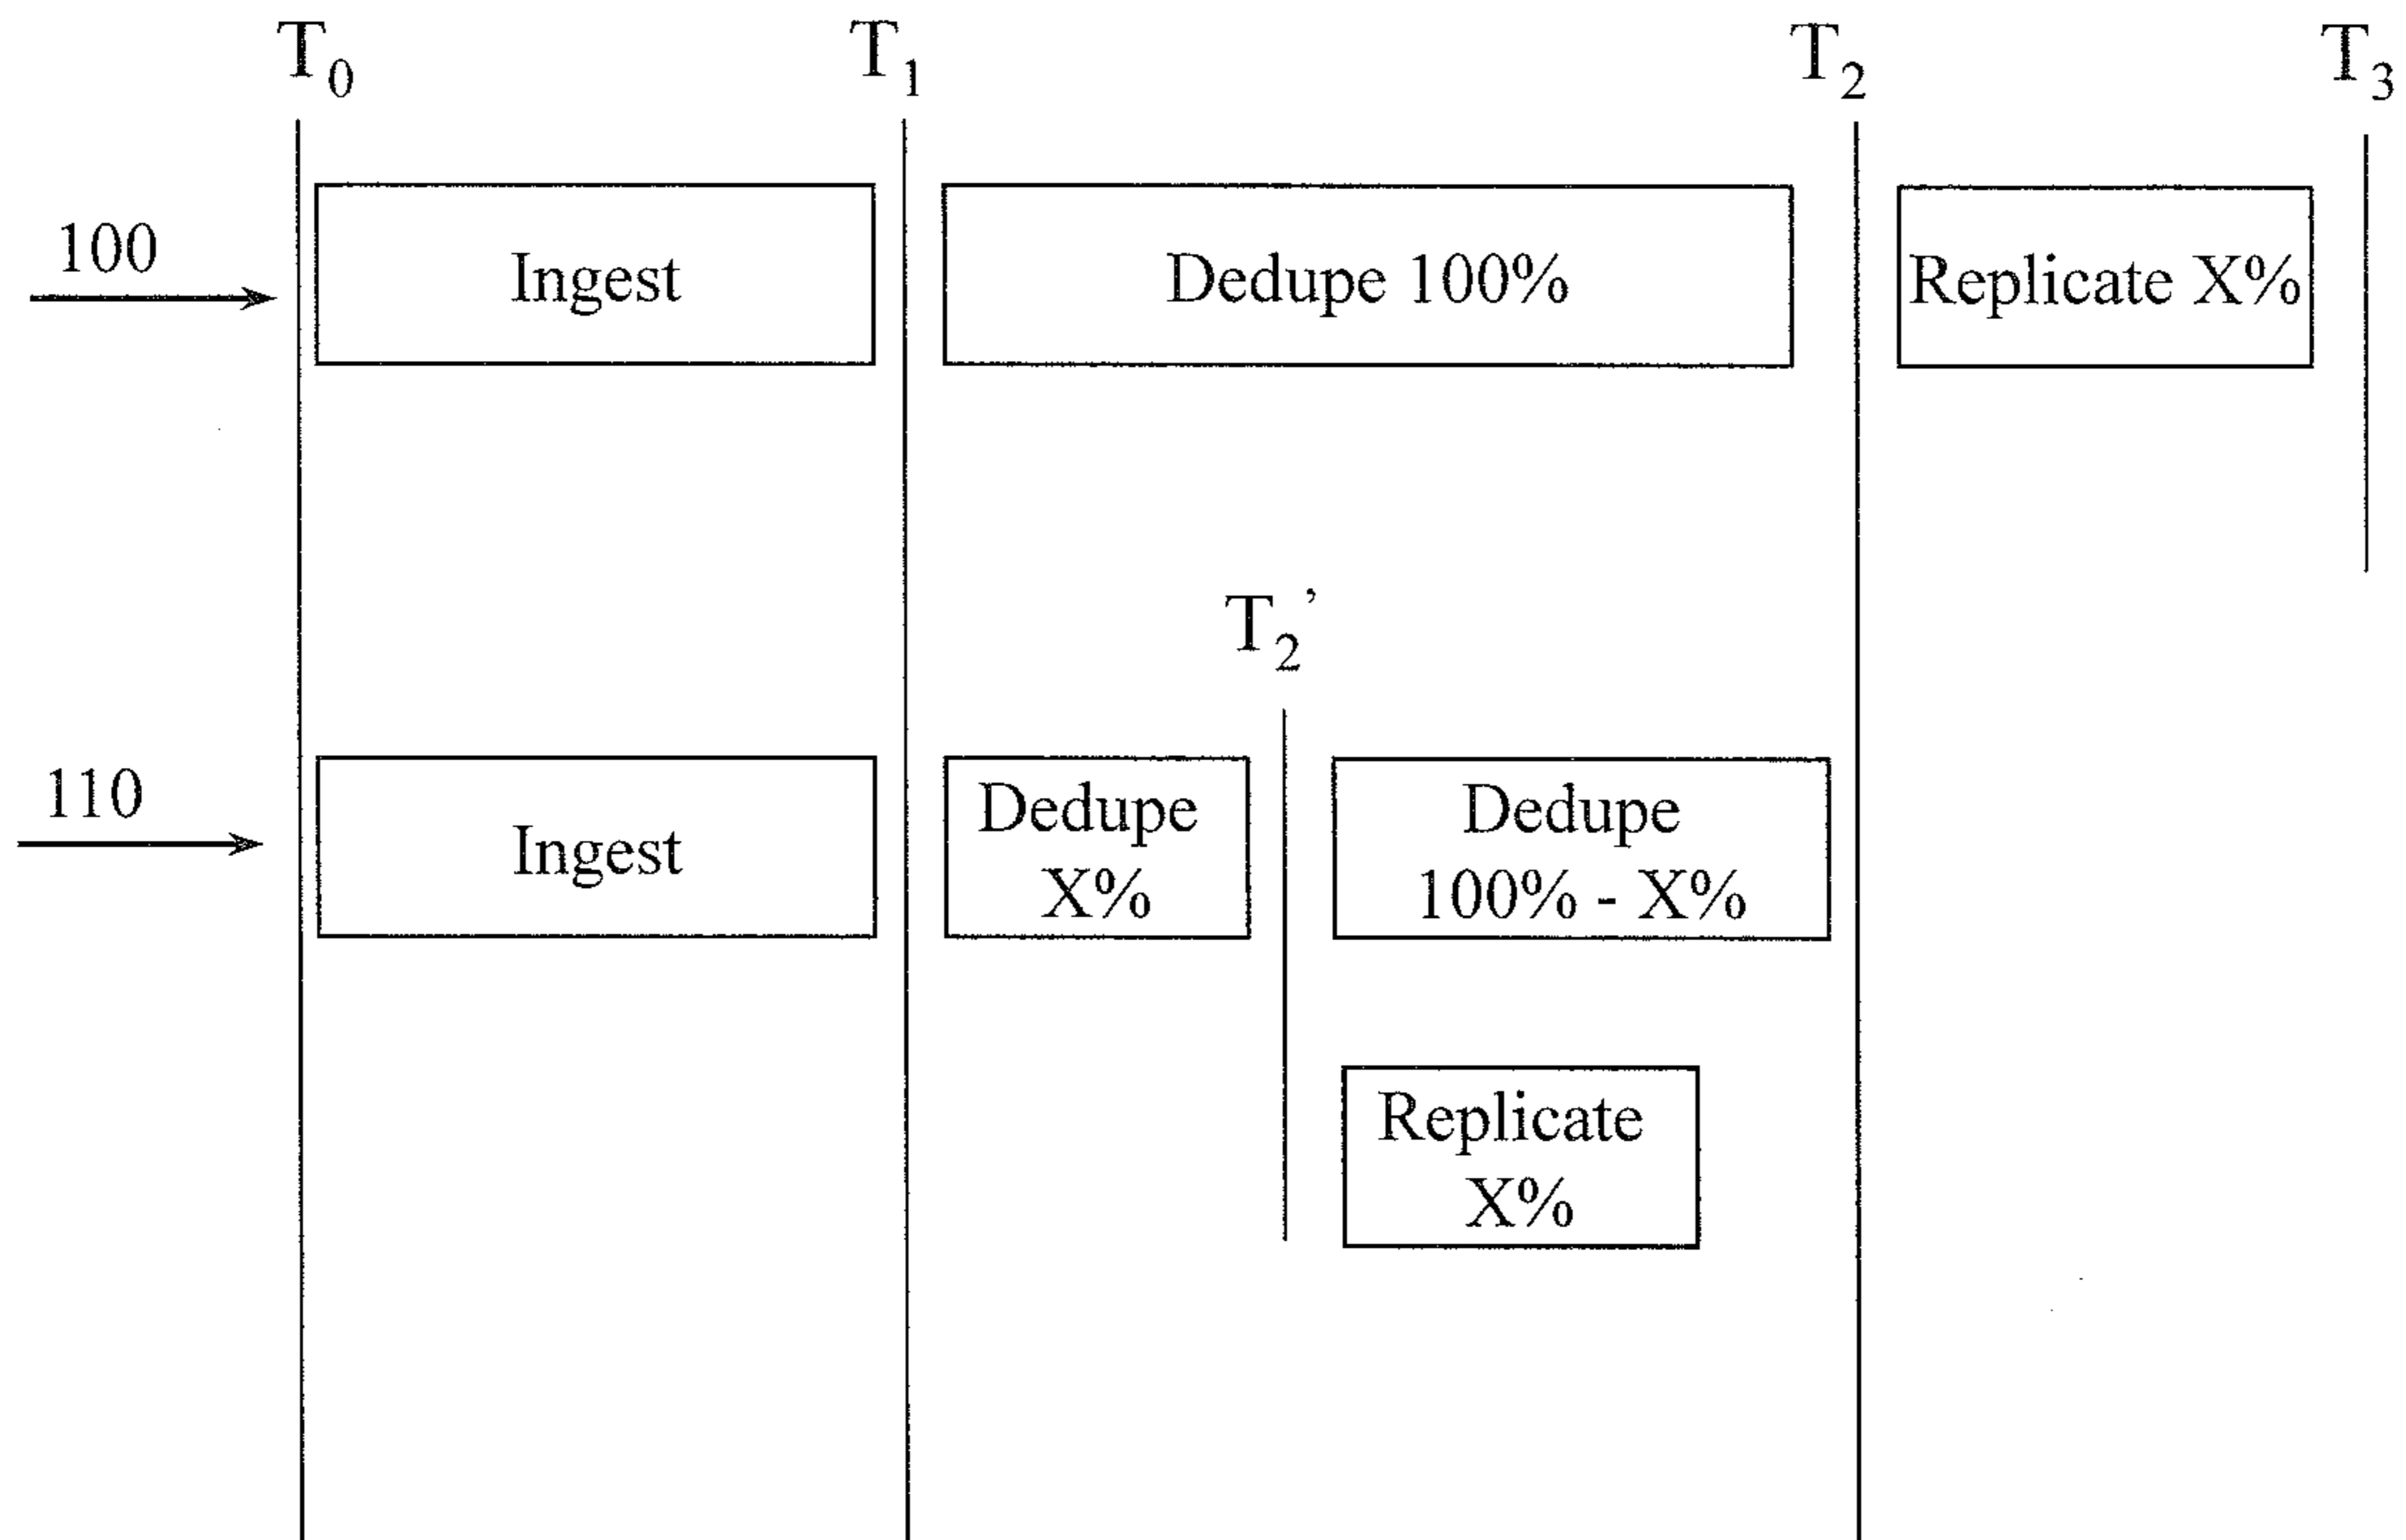 T₀ T₁ T₂ T₃
100
Ingest
Dedupe 100%
Replicate X%
T₂’
110
Ingest
Dedupe
X%
Dedupe
100% - X%
Replicate
X%